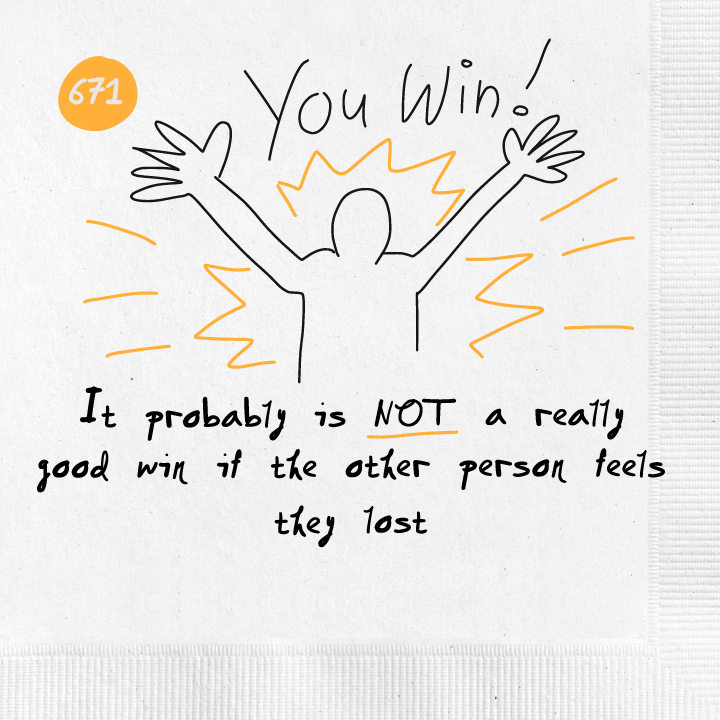 671
You Win!
It probably is NOT a really
good win if the other person feels
they lost